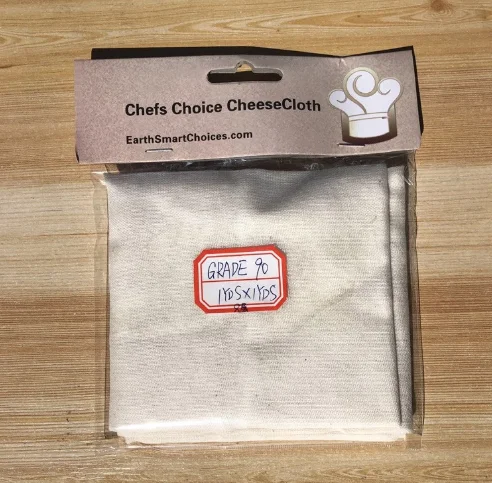 Chefs Choice CheeseCloth
EarthSmartChoices.com
GRADE 90
1YDSX1YDS